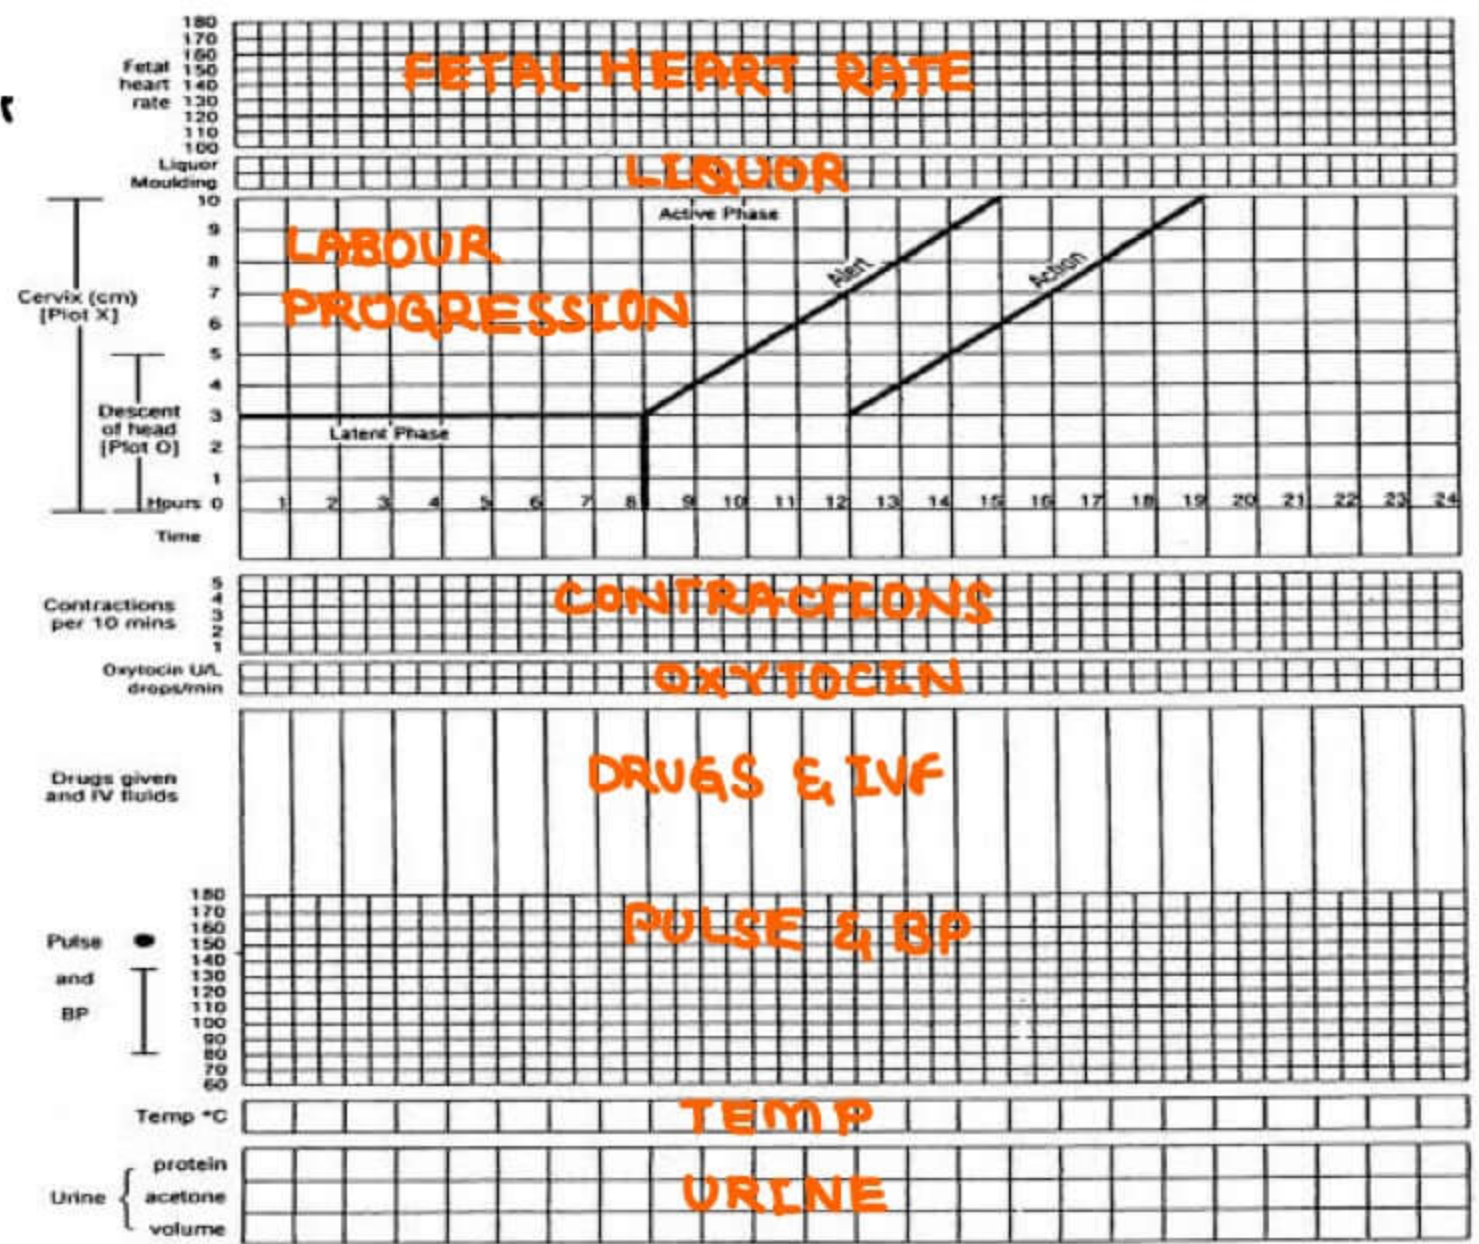 180
170
160
Fetal 150
heart 140
rate 130
120
110
100
FETAL HEART RATE
Liquor
Moulding
LIQUOR
10
9
8
7
6
5
4
3
2
1
Active Phase
LABOUR
PROGRESSION
Alert
Action
Cervix (cm)
[Plot X]
Descent
of head
[Plot O]
Latent Phase
Hours 0 1 2 3 4 5 6 7 8 9 10 11 12 13 14 15 16 17 18 19 20 21 22 23 24
Time
Contractions
per 10 mins
5
4
3
2
1
CONTRACTIONS
Oxytocin U/L
drops/min
OXYTOCIN
Drugs given
and IV fluids
DRUGS & IVF
180
170
160
150
140
130
120
110
100
90
80
70
60
Pulse
and
BP
PULSE & BP
Temp °C
TEMP
Urine
protein
acetone
volume
URINE